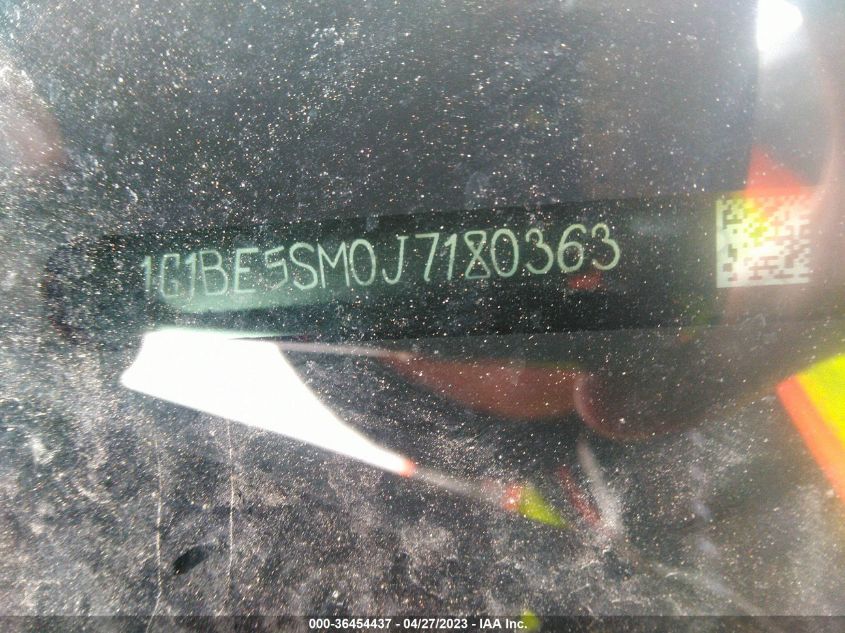 1G1BE5SM0J7180363
000-36454437 - 04/27/2023 - IAA Inc.